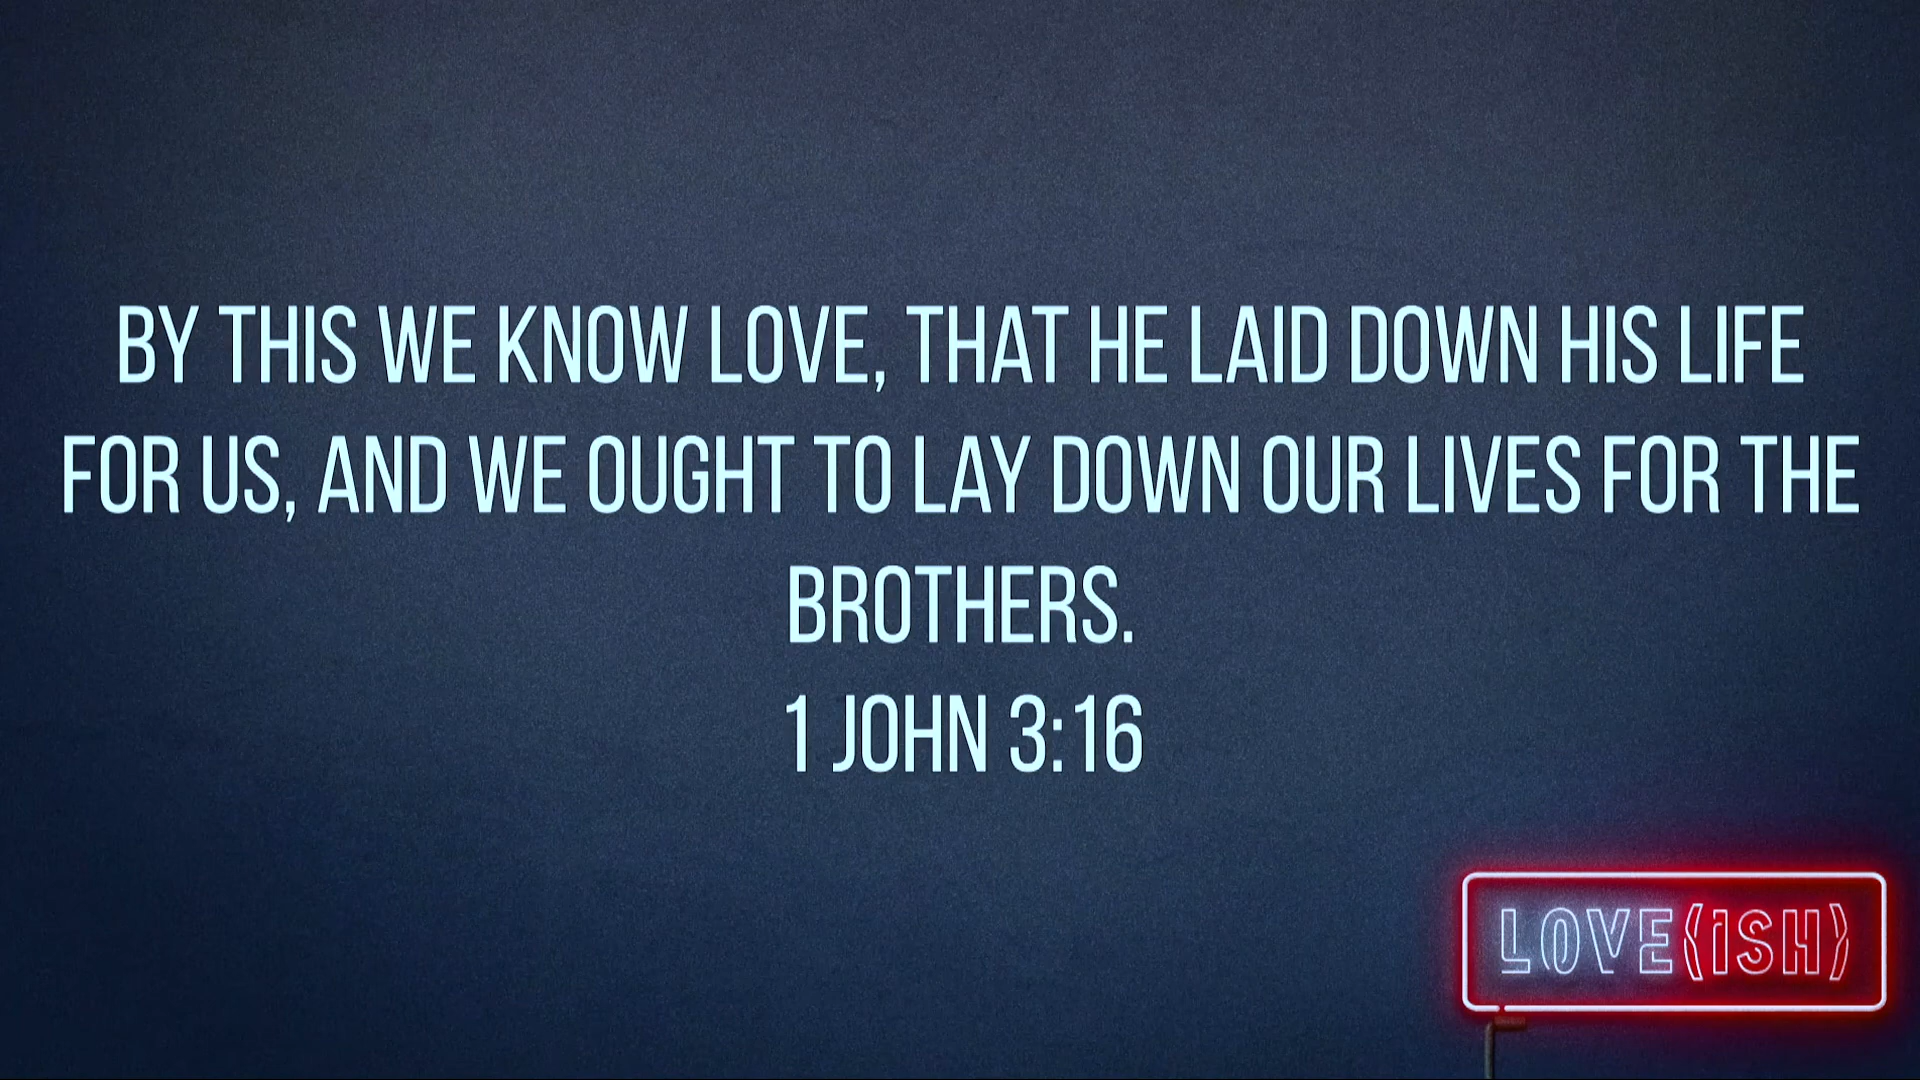 BY THIS WE KNOW LOVE, THAT HE LAID DOWN HIS LIFE
FOR US, AND WE OUGHT TO LAY DOWN OUR LIVES FOR THE
BROTHERS.
1 JOHN 3:16
LOVE(ISH)